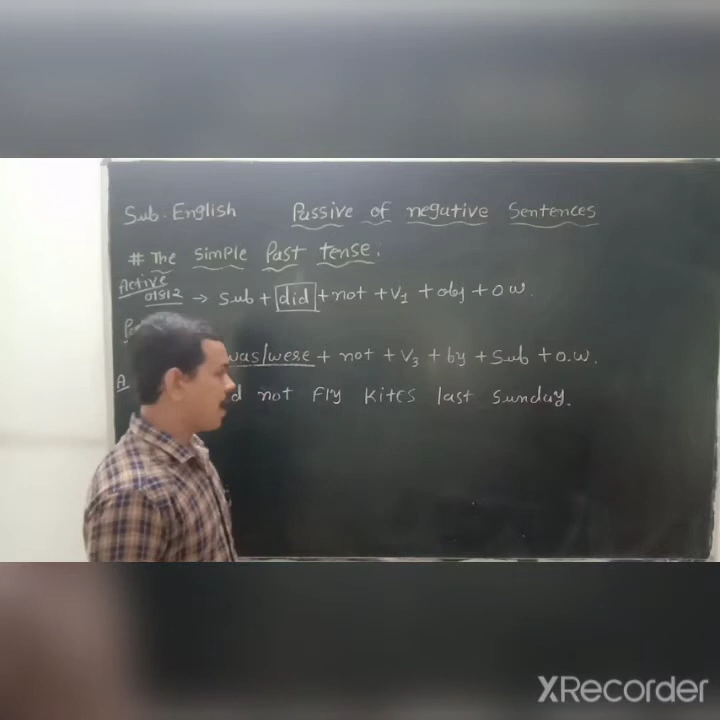 Sub. English Passive of negative Sentences
# The Simple Past tense:
Active
→ Sub + did + not + V1 + obj + o w.
was/were + not + V3 + by + Sub + o.w.
A
not Fly kites last Sunday.
XRecorder